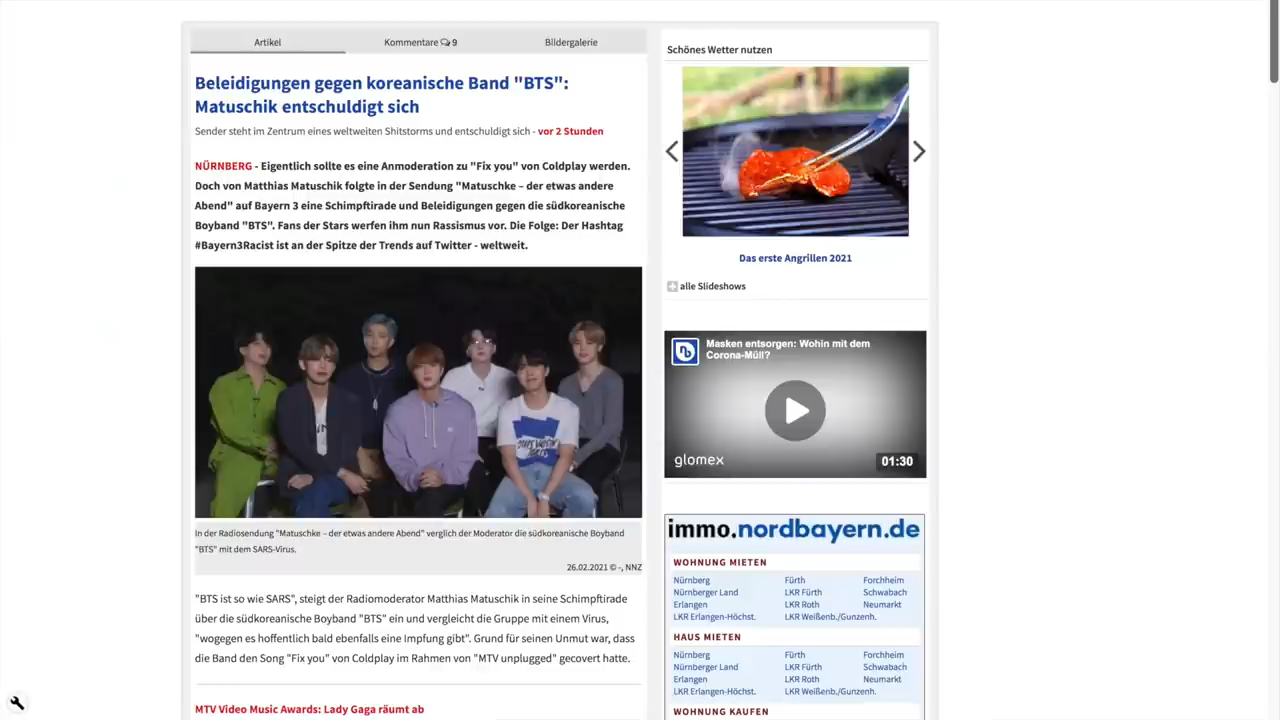 Artikel
Kommentare 9
Bildergalerie
Beleidigungen gegen koreanische Band "BTS":
Matuschik entschuldigt sich
Sender steht im Zentrum eines weltweiten Shitstorms und entschuldigt sich - vor 2 Stunden
NÜRNBERG - Eigentlich sollte es eine Anmoderation zu "Fix you" von Coldplay werden.
Doch von Matthias Matuschik folgte in der Sendung "Matuschke – der etwas andere
Abend" auf Bayern 3 eine Schimpftirade und Beleidigungen gegen die südkoreanische
Boyband "BTS". Fans der Stars werfen ihm nun Rassismus vor. Die Folge: Der Hashtag
#Bayern3Racist ist an der Spitze der Trends auf Twitter - weltweit.
In der Radiosendung "Matuschke – der etwas andere Abend" verglich der Moderator die südkoreanische Boyband
"BTS" mit dem SARS-Virus.
26.02.2021 © -, NNZ
"BTS ist so wie SARS", steigt der Radiomoderator Matthias Matuschik in seine Schimpftirade
über die südkoreanische Boyband "BTS" ein und vergleicht die Gruppe mit einem Virus,
"wogegen es hoffentlich bald ebenfalls eine Impfung gibt". Grund für seinen Unmut war, dass
die Band den Song "Fix you" von Coldplay im Rahmen von "MTV unplugged" gecovert hatte.
MTV Video Music Awards: Lady Gaga räumt ab
Schönes Wetter nutzen
Das erste Angrillen 2021
alle Slideshows
Masken entsorgen: Wohin mit dem
Corona-Müll?
glomex
01:30
immo.nordbayern.de
WOHNUNG MIETEN
Nürnberg Fürth Forchheim
Nürnberger Land LKR Fürth Schwabach
Erlangen LKR Roth Neumarkt
LKR Erlangen-Höchst. LKR Weißenb./Gunzenh.
HAUS MIETEN
Nürnberg Fürth Forchheim
Nürnberger Land LKR Fürth Schwabach
Erlangen LKR Roth Neumarkt
LKR Erlangen-Höchst. LKR Weißenb./Gunzenh.
WOHNUNG KAUFEN